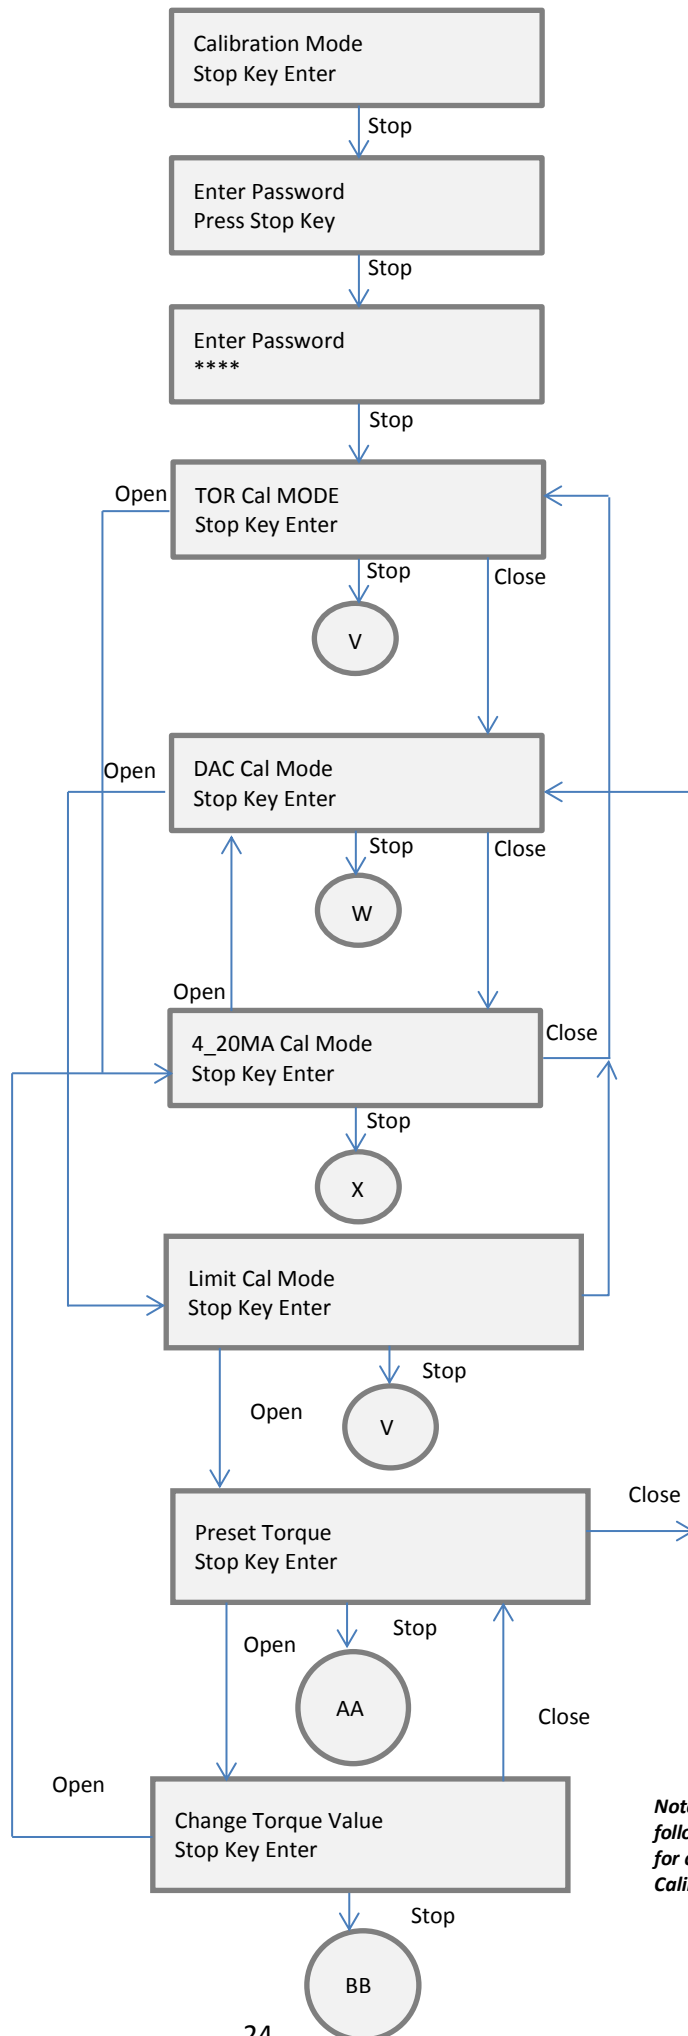 Calibration Mode
Stop Key Enter
Stop
Enter Password
Press Stop Key
Stop
Enter Password
****
Stop
Open
TOR Cal MODE
Stop Key Enter
Stop
Close
V
Open
DAC Cal Mode
Stop Key Enter
Stop
Close
W
Open
4_20MA Cal Mode
Stop Key Enter
Close
Stop
X
Limit Cal Mode
Stop Key Enter
Stop
Open
V
Close
Preset Torque
Stop Key Enter
Stop
Open
AA
Close
Open
Change Torque Value
Stop Key Enter
Stop
BB
for
24